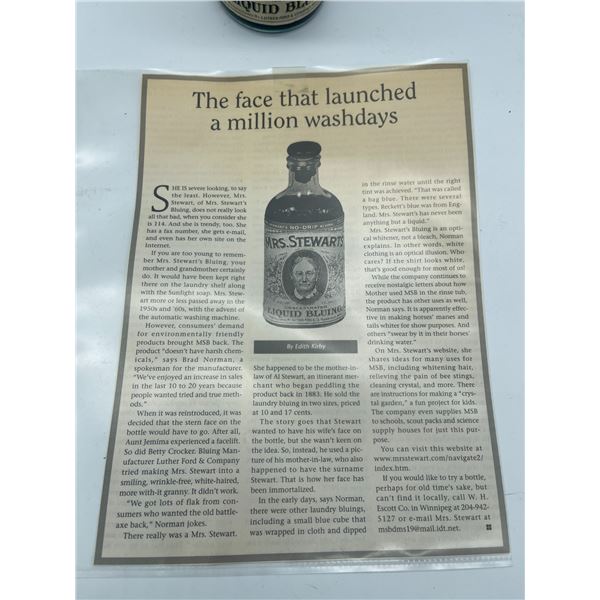 LIQUID BLUING
LUTHER FORD & COMPANY
The face that launched
a million washdays
SHE IS severe looking, to say
the least. However, Mrs.
Stewart, of Mrs. Stewart's
Bluing, does not really look
all that bad, when you consider she
is 114. And she is trendy, too. She
has a fax number, she gets e-mail,
and even has her own site on the
Internet.
If you are too young to remem-
ber Mrs. Stewart's Bluing, your
mother and grandmother certainly
do. It would have been kept right
there on the laundry shelf along
with the Sunlight soap. Mrs. Stew-
art more or less passed away in the
1950s and '60s, with the advent of
the automatic washing machine.
However, consumers' demand
for environmentally friendly
products brought MSB back. The
product "doesn't have harsh chem-
icals," says Brad Norman, a
spokesman for the manufacturer.
"We've enjoyed an increase in sales
in the last 10 to 20 years because
people wanted tried and true meth-
ods."
When it was reintroduced, it was
decided that the stern face on the
bottle would have to go. After all,
Aunt Jemima experienced a facelift.
So did Betty Crocker. Bluing Man-
ufacturer Luther Ford & Company
tried making Mrs. Stewart into a
smiling, wrinkle-free, white-haired,
more with-it granny. It didn't work.
"We got lots of flak from con-
sumers who wanted the old battle-
axe back," Norman jokes.
There really was a Mrs. Stewart.
NO-DRIP
MRS. STEWART'S
CONCENTRATED
LIQUID BLUING
By Edith Kirby
She happened to be the mother-in-
law of Al Stewart, an itinerant mer-
chant who began peddling the
product back in 1883. He sold the
laundry bluing in two sizes, priced
at 10 and 17 cents.
The story goes that Stewart
wanted to have his wife's face on
the bottle, but she wasn't keen on
the idea. So, instead, he used a pic-
ture of his mother-in-law, who also
happened to have the surname
Stewart. That is how her face has
been immortalized.
In the early days, says Norman,
there were other laundry bluings,
including a small blue cube that
was wrapped in cloth and dipped
in the rinse water until the right
tint was achieved. "That was called
a bag blue. There were several
types. Reckett's blue was from Eng-
land. Mrs. Stewart's has never been
anything but a liquid."
Mrs. Stewart's Bluing is an opti-
cal whitener, not a bleach, Norman
explains. In other words, white
clothing is an optical illusion. Who
cares? If the shirt looks white,
that's good enough for most of us!
While the company continues to
receive nostalgic letters about how
Mother used MSB in the rinse tub,
the product has other uses as well,
Norman says. It is apparently effec-
tive in making horses' manes and
tails whiter for show purposes. And
others "swear by it in their horses'
drinking water."
On Mrs. Stewart's website, she
shares ideas for many uses for
MSB, including whitening hair,
relieving the pain of bee stings,
cleaning crystal, and more. There
are instructions for making a "crys-
tal garden," a fun project for kids.
The company even supplies MSB
to schools, scout packs and science
supply houses for just this pur-
pose.
You can visit this website at
www.mrsstewart.com/navigate2/
index.htm.
If you would like to try a bottle,
perhaps for old time's sake, but
can't find it locally, call W. H.
Escott Co. in Winnipeg at 204-942-
5127 or e-mail Mrs. Stewart at
msbdms19@mail.idt.net.